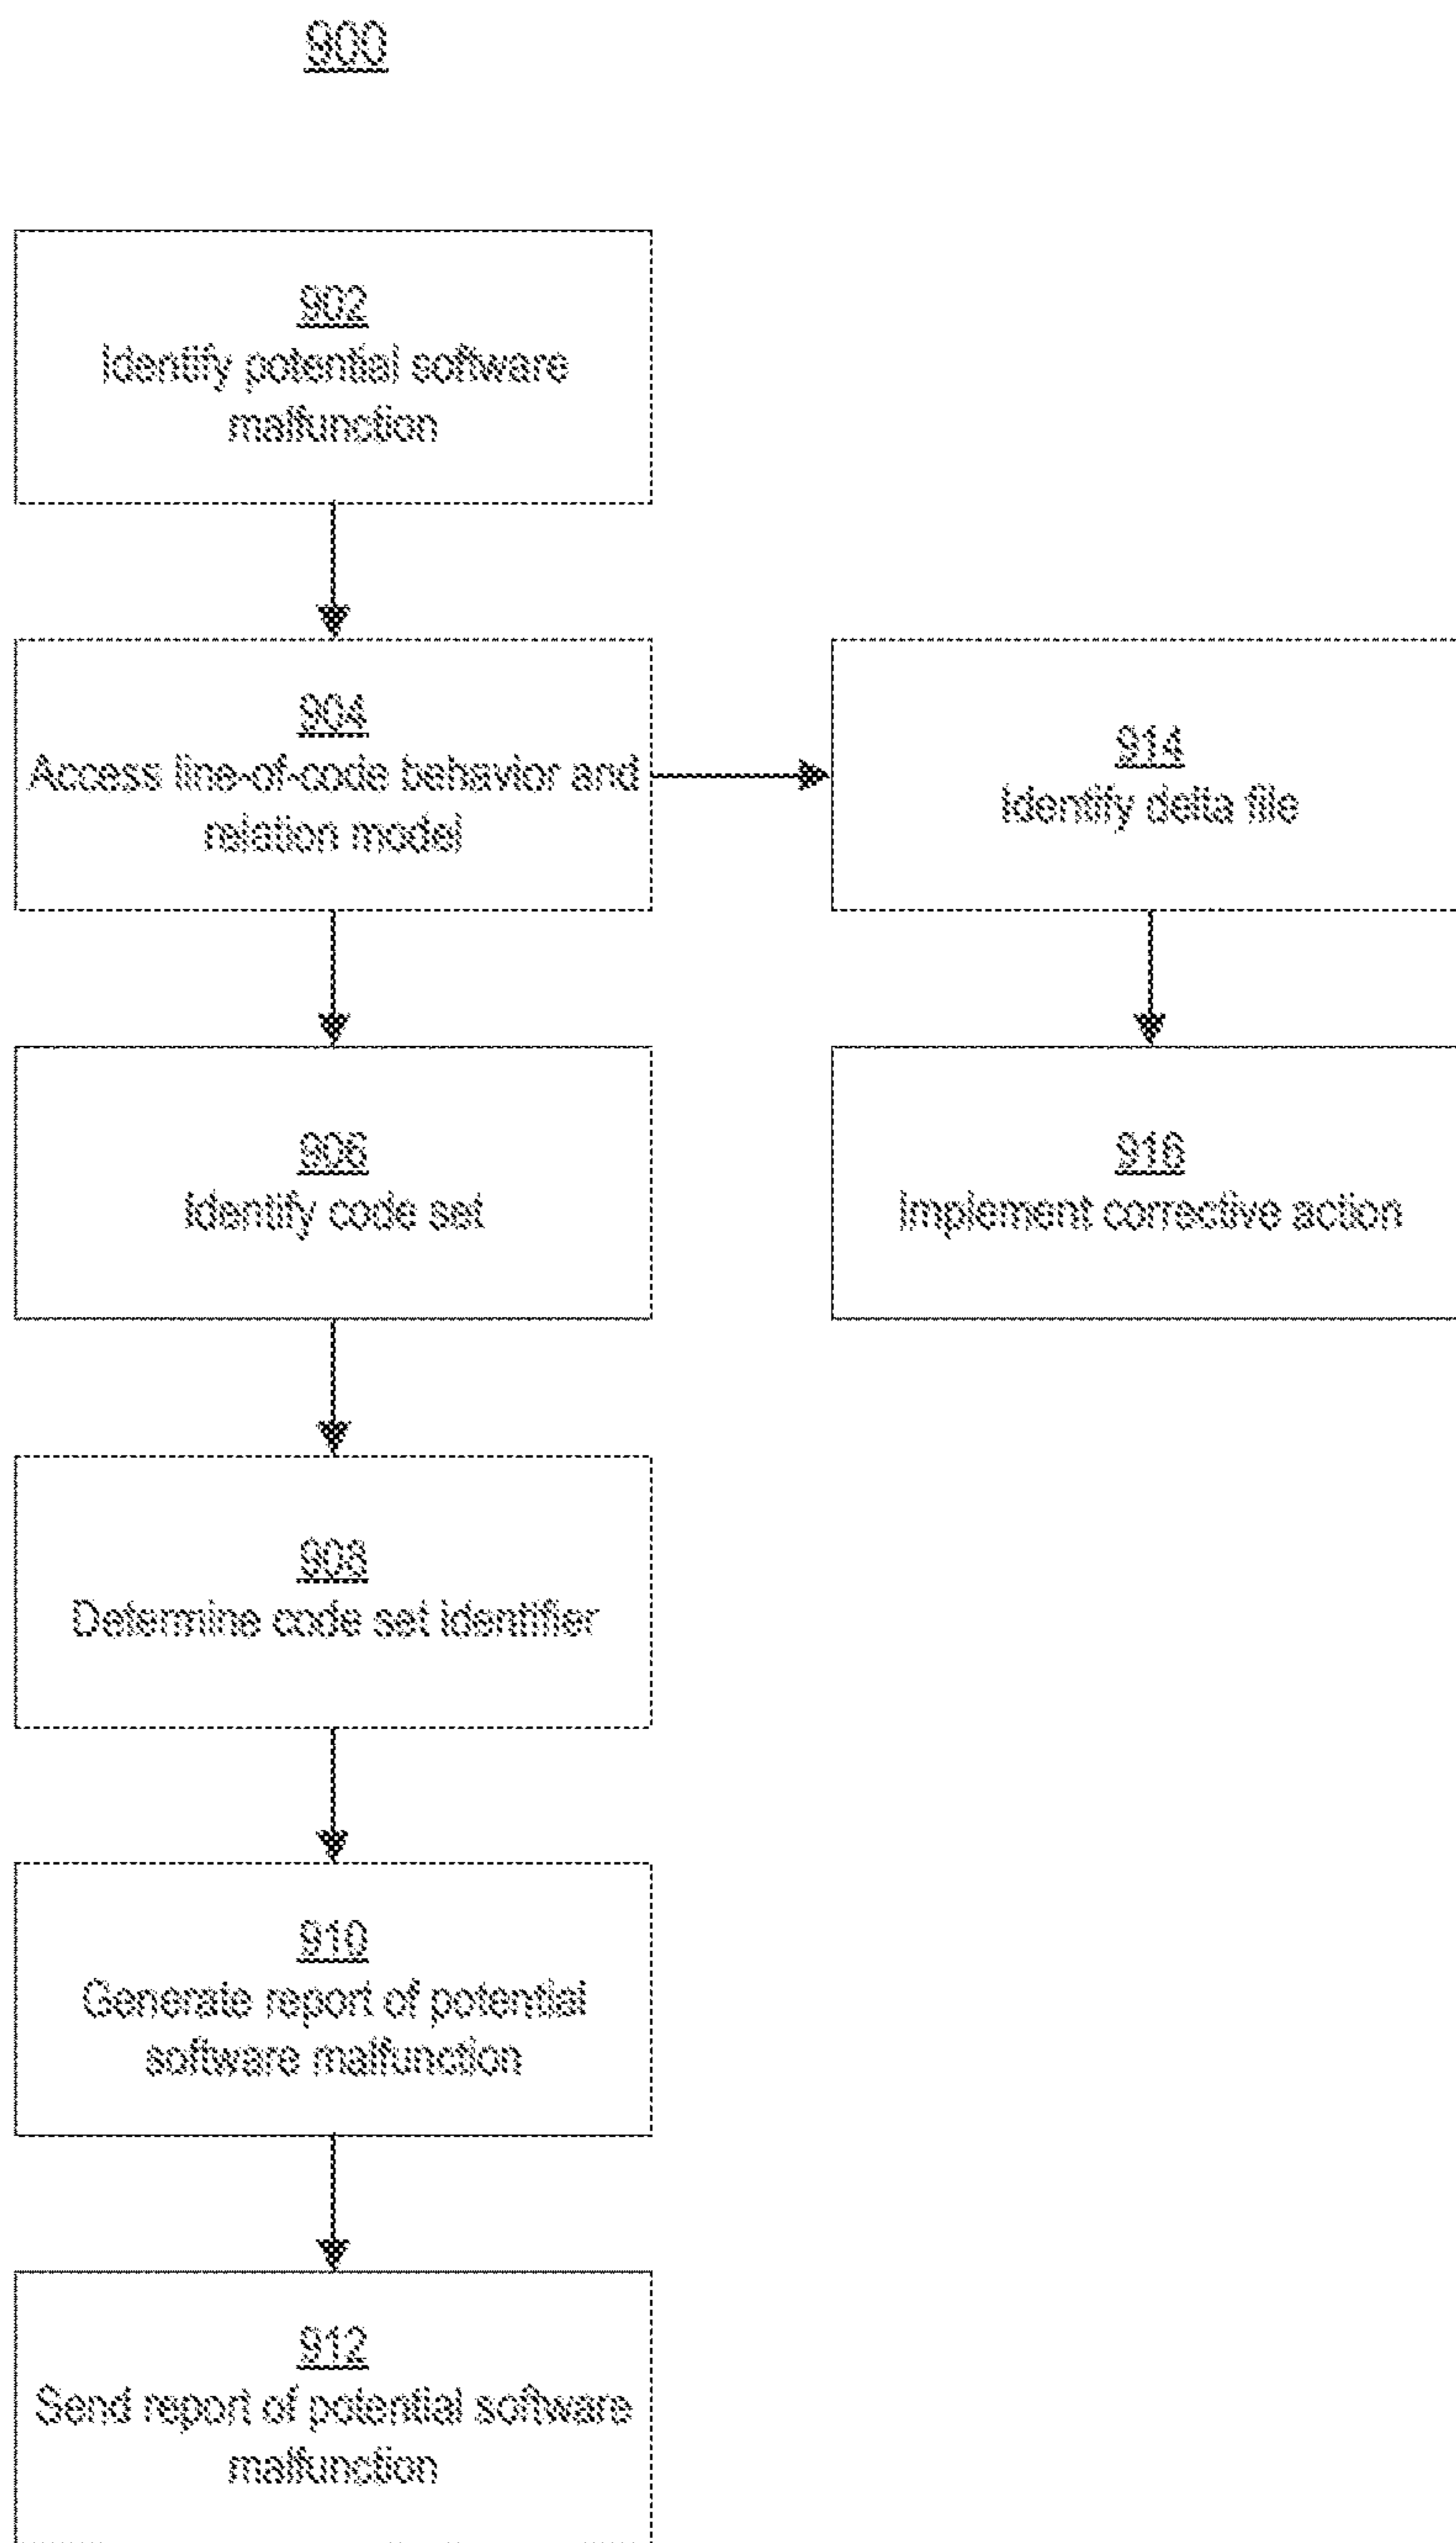 900
902
Identify potential software
malfunction
904
Access line-of-code behavior and
relation model
914
Identify delta file
906
Identify code set
916
Implement corrective action
908
Determine code set identifier
910
Generate report of potential
software malfunction
912
Send report of potential software
malfunction